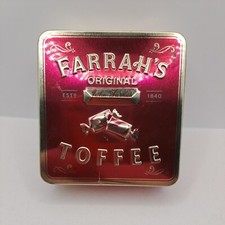 FARRAH'S
ORIGINAL
ESTD 1840
TOFFEE